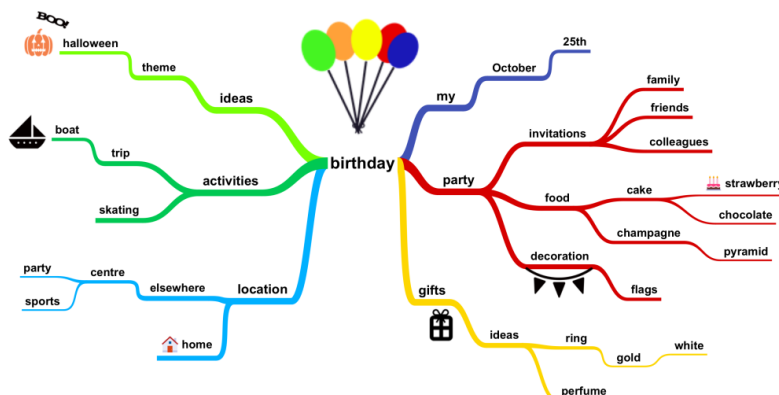 BOO!
halloween
theme
ideas
boat
trip
activities
skating
party
centre
sports
elsewhere
location
home
birthday
my
October
25th
party
invitations
family
friends
colleagues
food
cake
strawberry
chocolate
champagne
pyramid
decoration
flags
gifts
ideas
ring
gold
white
perfume